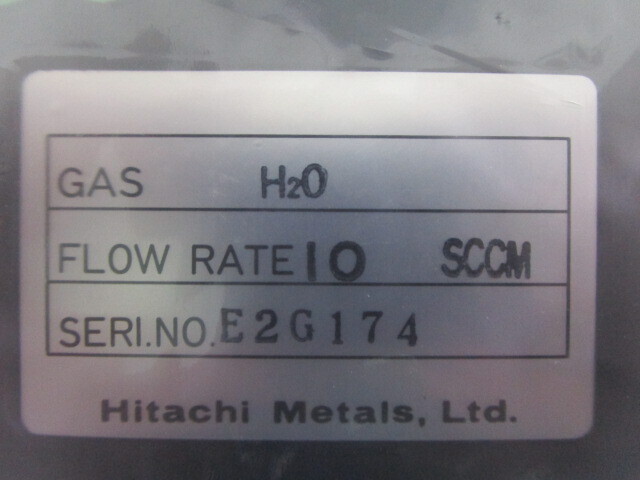 GAS H2O
FLOW RATE 10 SCCM
SERI.NO. E2G174
Hitachi Metals, Ltd.